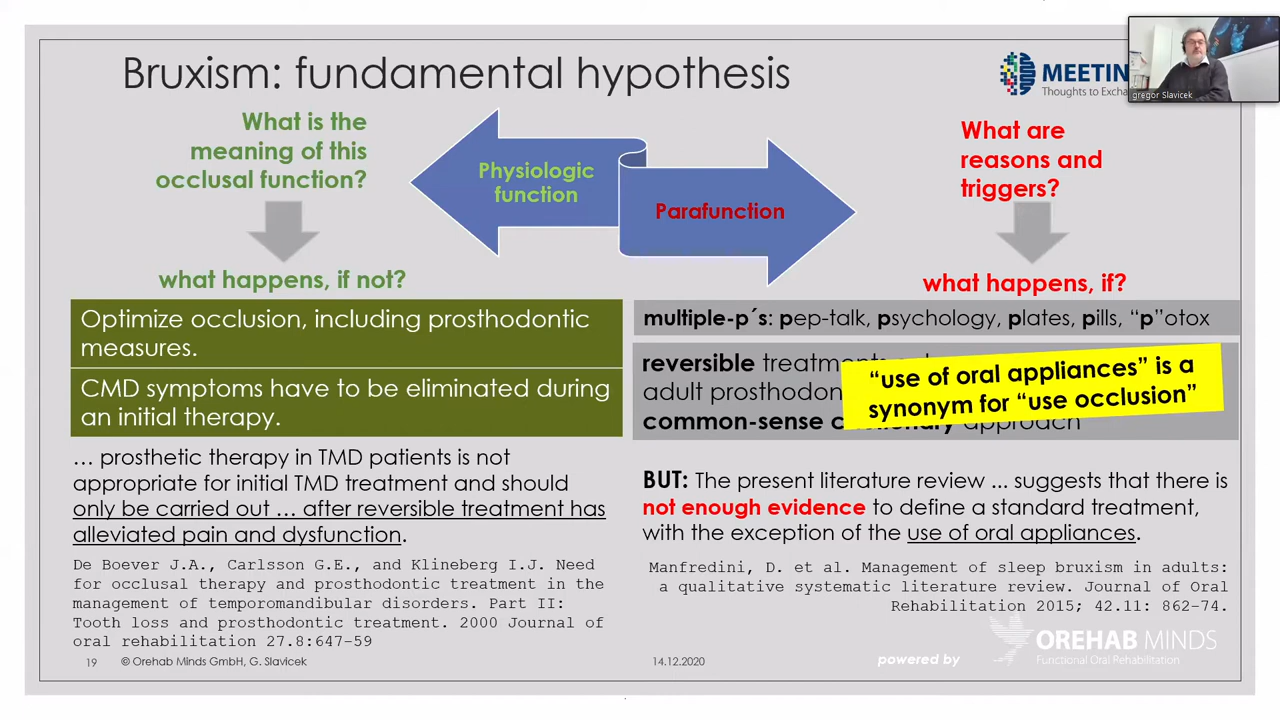 Bruxism: fundamental hypothesis
MEETIN
Thoughts to Excha
gregor Slavicek
What is the
meaning of this
occlusal function?
Physiologic
function
Parafunction
What are
reasons and
triggers?
what happens, if not?
what happens, if?
Optimize occlusion, including prosthodontic
measures.
CMD symptoms have to be eliminated during
an initial therapy.
multiple-p´s: pep-talk, psychology, plates, pills, “p”otox
reversible
adult
common-sense approach
“use of oral appliances” is a
synonym for “use occlusion”
… prosthetic therapy in TMD patients is not
appropriate for initial TMD treatment and should
only be carried out … after reversible treatment has
alleviated pain and dysfunction.
De Boever J.A., Carlsson G.E., and Klineberg I.J. Need
for occlusal therapy and prosthodontic treatment in the
management of temporomandibular disorders. Part II:
Tooth loss and prosthodontic treatment. 2000 Journal of
oral rehabilitation 27.8:647–59
BUT: The present literature review ... suggests that there is
not enough evidence to define a standard treatment,
with the exception of the use of oral appliances.
Manfredini, D. et al. Management of sleep bruxism in adults:
a qualitative systematic literature review. Journal of Oral
Rehabilitation 2015; 42.11: 862–74.
19 © Orehab Minds GmbH, G. Slavicek
14.12.2020
powered by
OREHAB MINDS
Functional Oral Rehabilitation